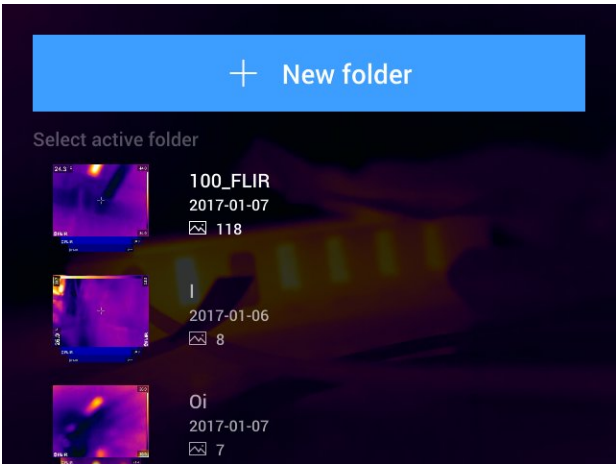 New folder
Select active folder
100_FLIR
2017-01-07
118
I
2017-01-06
8
Oi
2017-01-07
7